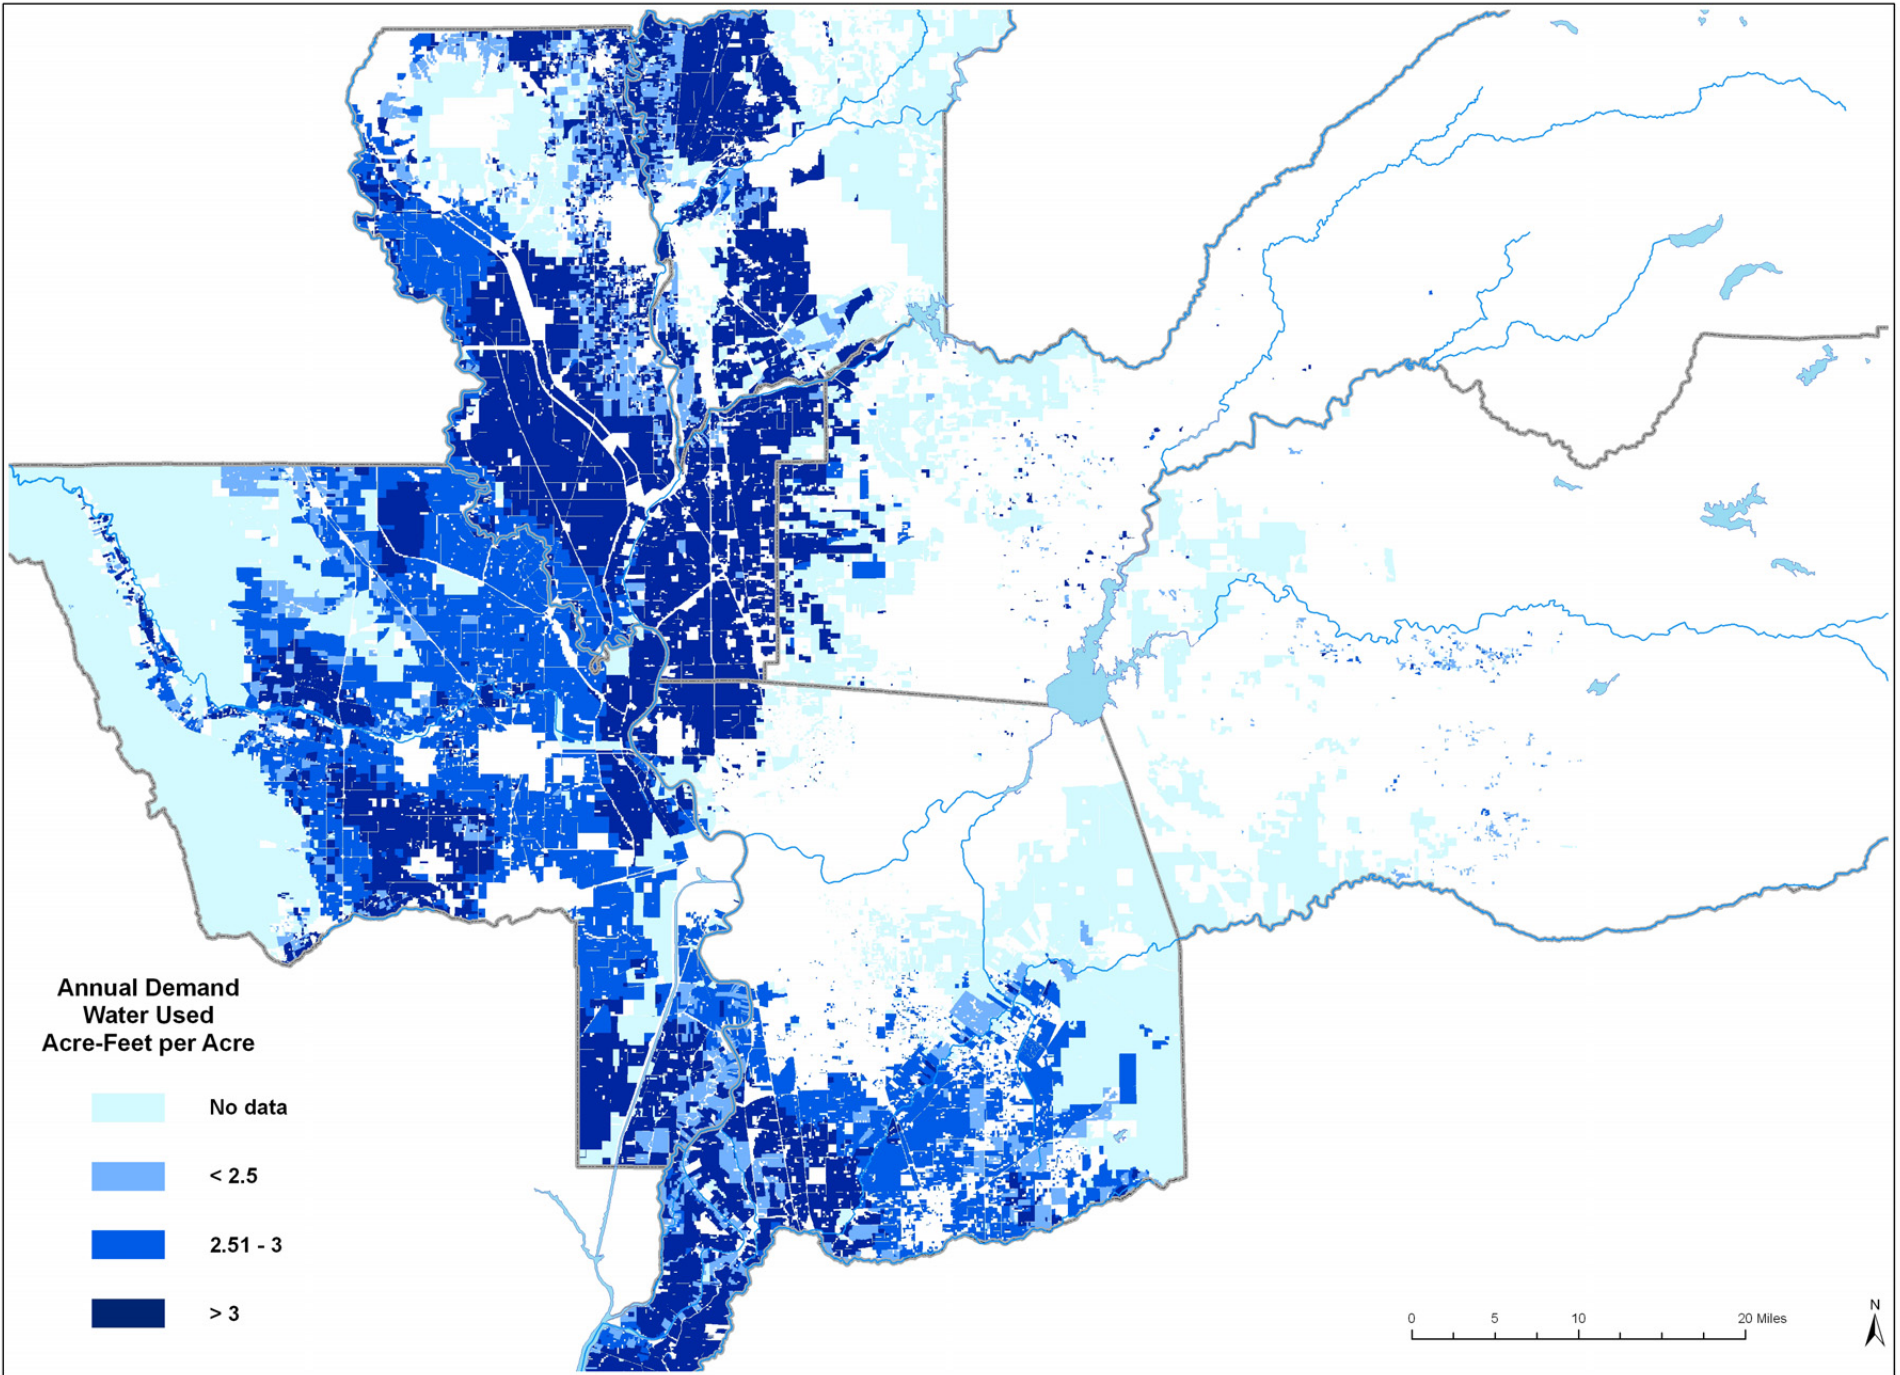 Annual Demand
Water Used
Acre-Feet per Acre
No data
< 2.5
2.51 - 3
> 3
0 5 10 20 Miles
N